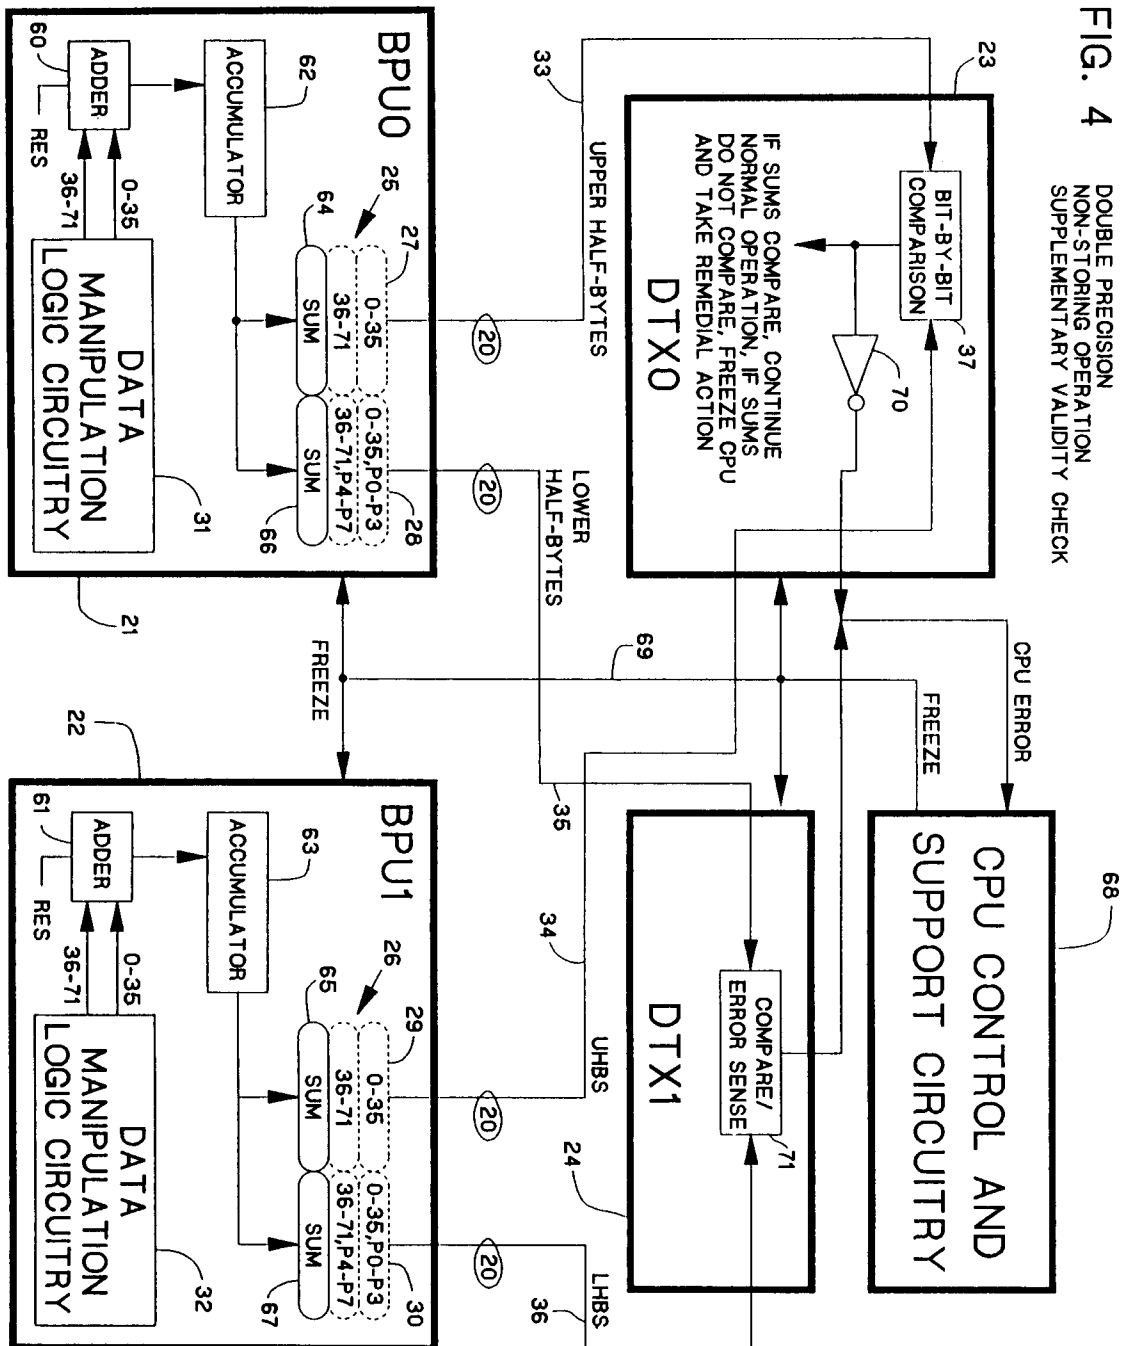 FIG. 4
DOUBLE PRECISION
NON-STORING OPERATION
SUPPLEMENTARY VALIDITY CHECK
23
BIT-BY-BIT
COMPARISON
37
70
IF SUMS COMPARE, CONTINUE
NORMAL OPERATION, IF SUMS
DO NOT COMPARE, FREEZE CPU
AND TAKE REMEDIAL ACTION
DTX0
CPU ERROR
FREEZE
68
CPU CONTROL AND
SUPPORT CIRCUITRY
COMPARE/
ERROR SENSE
71
DTX1
24
33
UPPER HALF-BYTES
LOWER
HALF-BYTES
69
35
34
UHBS
LHBS
36
20
20
20
20
BPU0
25
27
0-35
36-71
64
SUM
0-35,P0-P3
36-71,P4-P7
28
SUM
66
62
ACCUMULATOR
60
ADDER
RES
0-35
36-71
DATA
MANIPULATION
LOGIC CIRCUITRY
31
21
FREEZE
22
BPU1
26
29
0-35
36-71
65
SUM
0-35,P0-P3
36-71,P4-P7
30
SUM
67
63
ACCUMULATOR
61
ADDER
RES
0-35
36-71
DATA
MANIPULATION
LOGIC CIRCUITRY
32